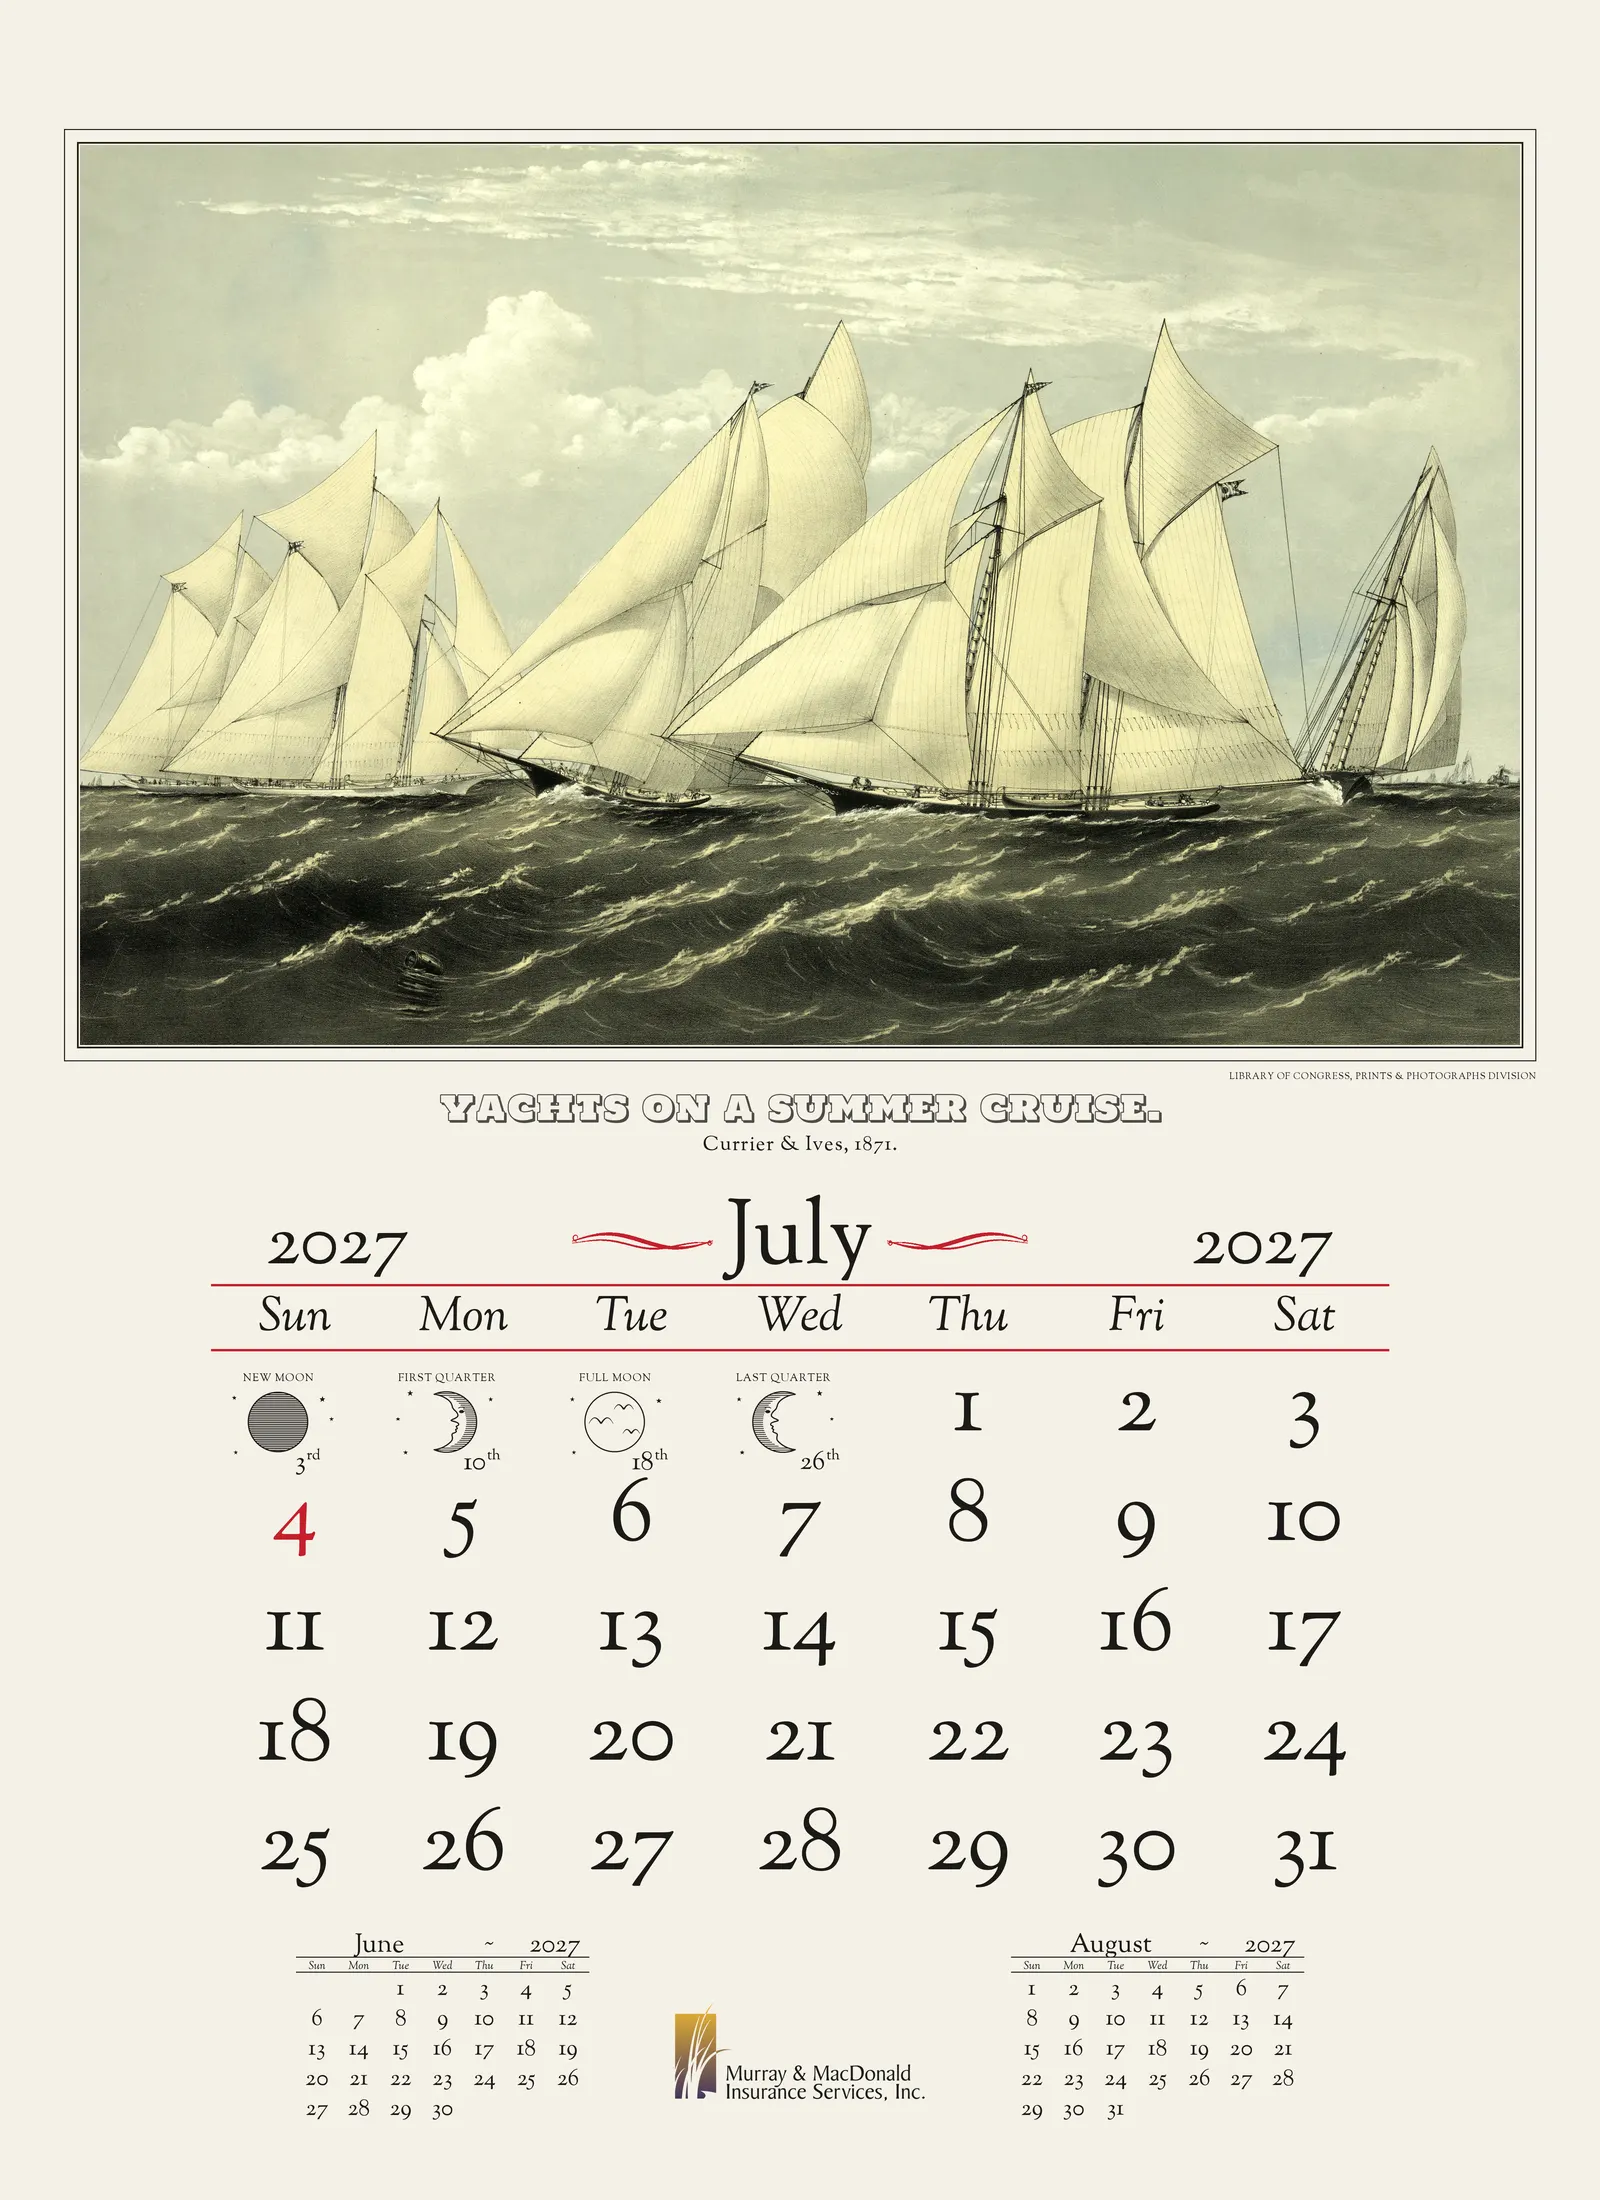 LIBRARY OF CONGRESS, PRINTS & PHOTOGRAPHS DIVISION
YACHTS ON A SUMMER CRUISE.
Currier & Ives, 1871.
2027 July 2027
Sun Mon Tue Wed Thu Fri Sat
NEW MOON FIRST QUARTER FULL MOON LAST QUARTER
3rd 10th 18th 26th
1 2 3
4 5 6 7 8 9 10
11 12 13 14 15 16 17
18 19 20 21 22 23 24
25 26 27 28 29 30 31
June ~ 2027
Sun Mon Tue Wed Thu Fri Sat
1 2 3 4 5
6 7 8 9 10 11 12
13 14 15 16 17 18 19
20 21 22 23 24 25 26
27 28 29 30
Murray & MacDonald
Insurance Services, Inc.
August ~ 2027
Sun Mon Tue Wed Thu Fri Sat
1 2 3 4 5 6 7
8 9 10 11 12 13 14
15 16 17 18 19 20 21
22 23 24 25 26 27 28
29 30 31